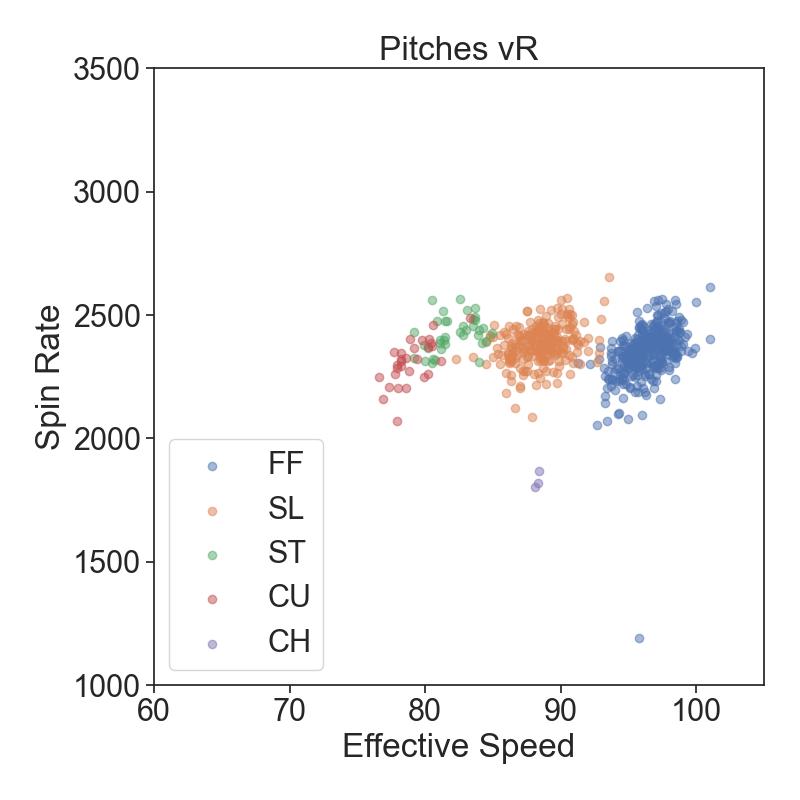 Pitches vR
3500
3000
2500
2000
1500
1000
Spin Rate
FF
SL
ST
CU
CH
60 70 80 90 100
Effective Speed